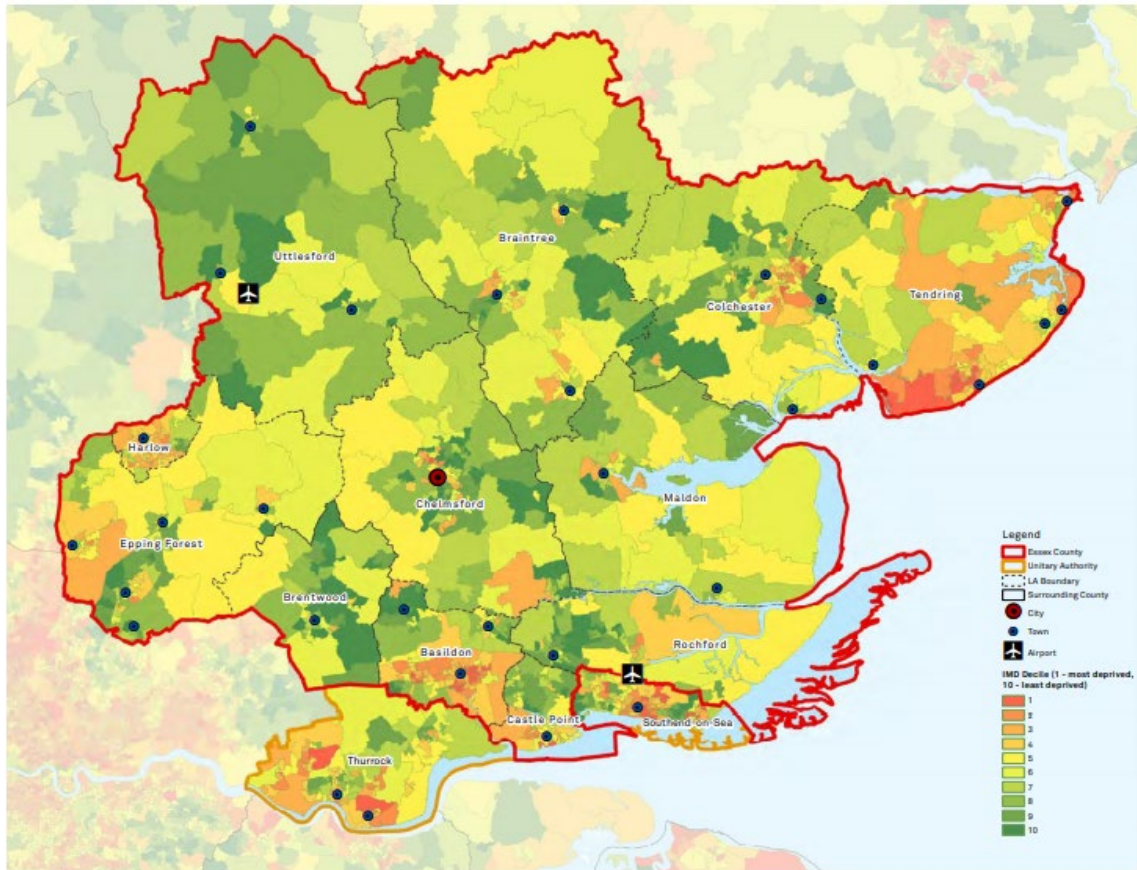 Uttlesford
Braintree
Colchester
Tendring
Harlow
Epping Forest
Chelmsford
Maldon
Brentwood
Basildon
Rochford
Castle Point
Southend on Sea
Thurrock
Legend
Essex County
Unitary Authority
LA Boundary
Surrounding County
City
Town
Airport
IMD Decile (1 - most deprived,
10 - least deprived)
1
2
3
4
5
6
7
8
9
10